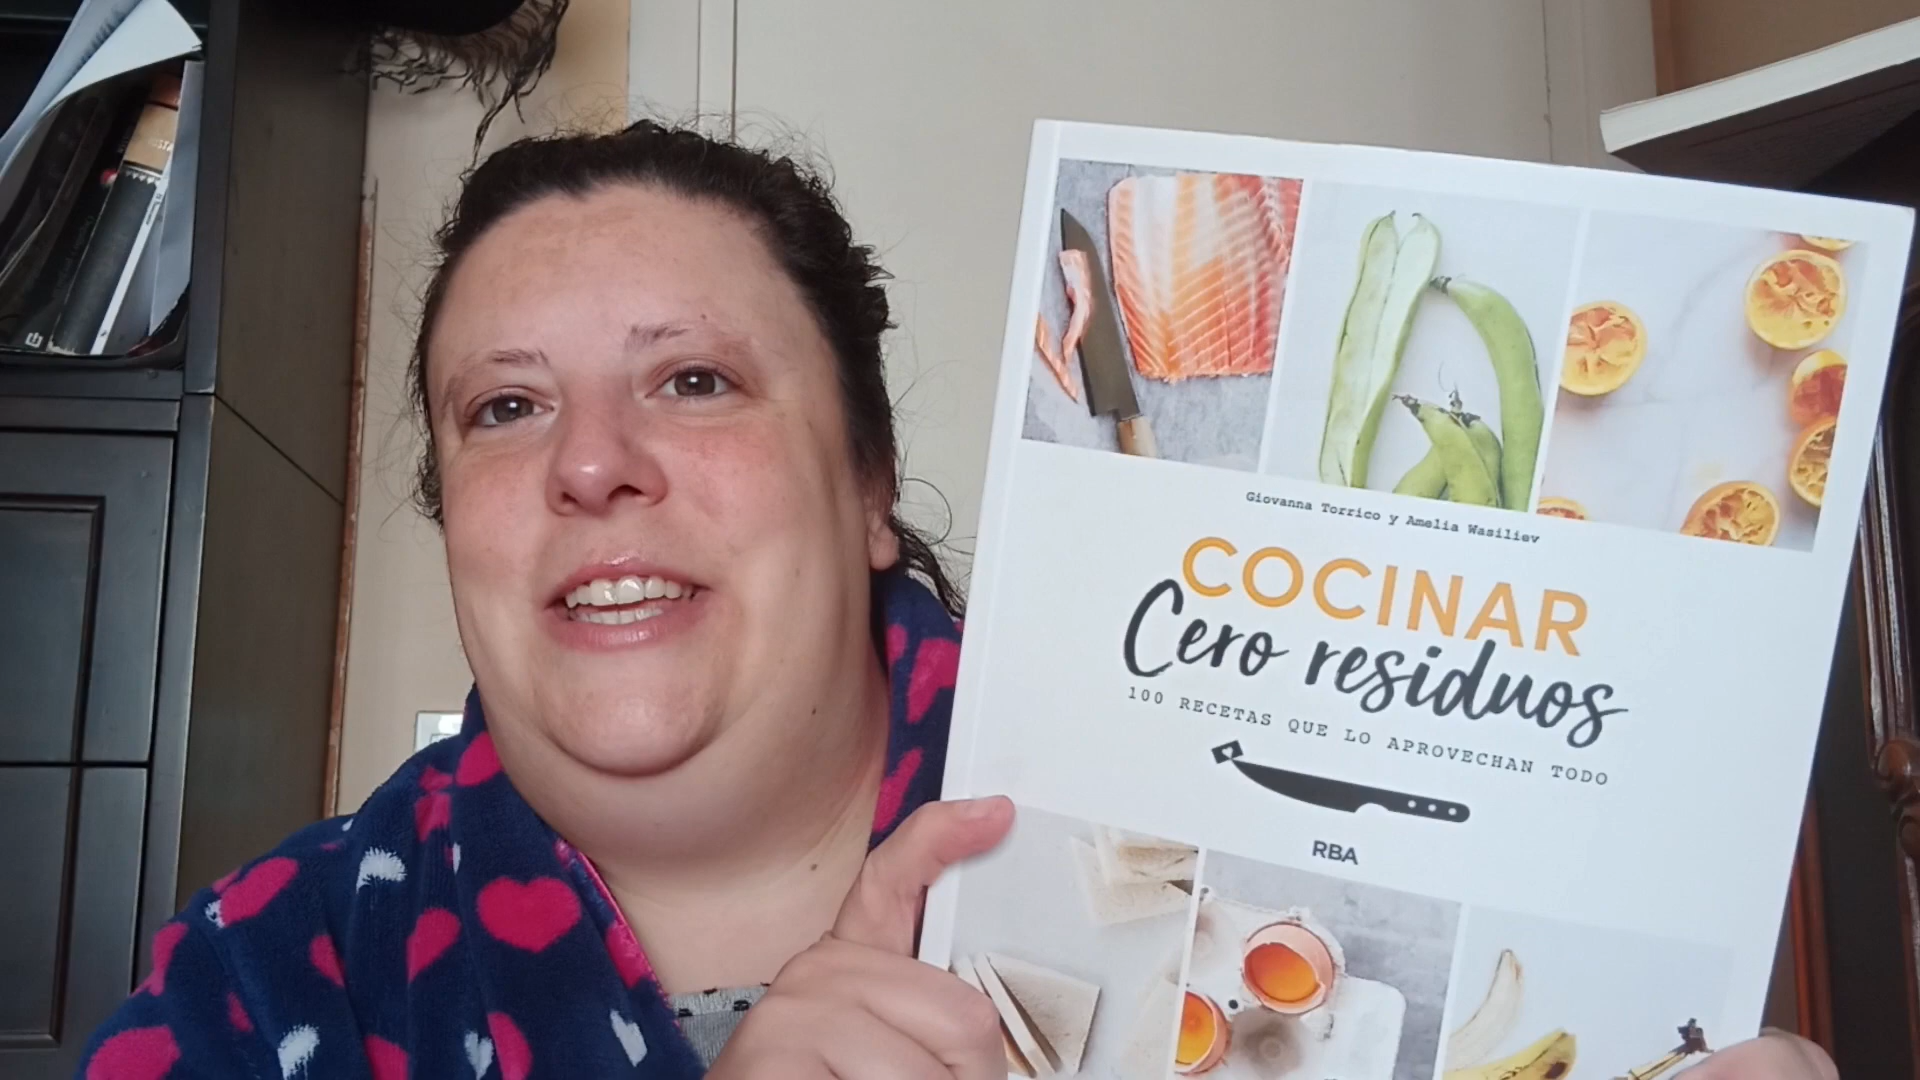 Giovanna Torrico y Amelia Wasiliev
COCINAR
Cero residuos
100 RECETAS QUE LO APROVECHAN TODO
RBA